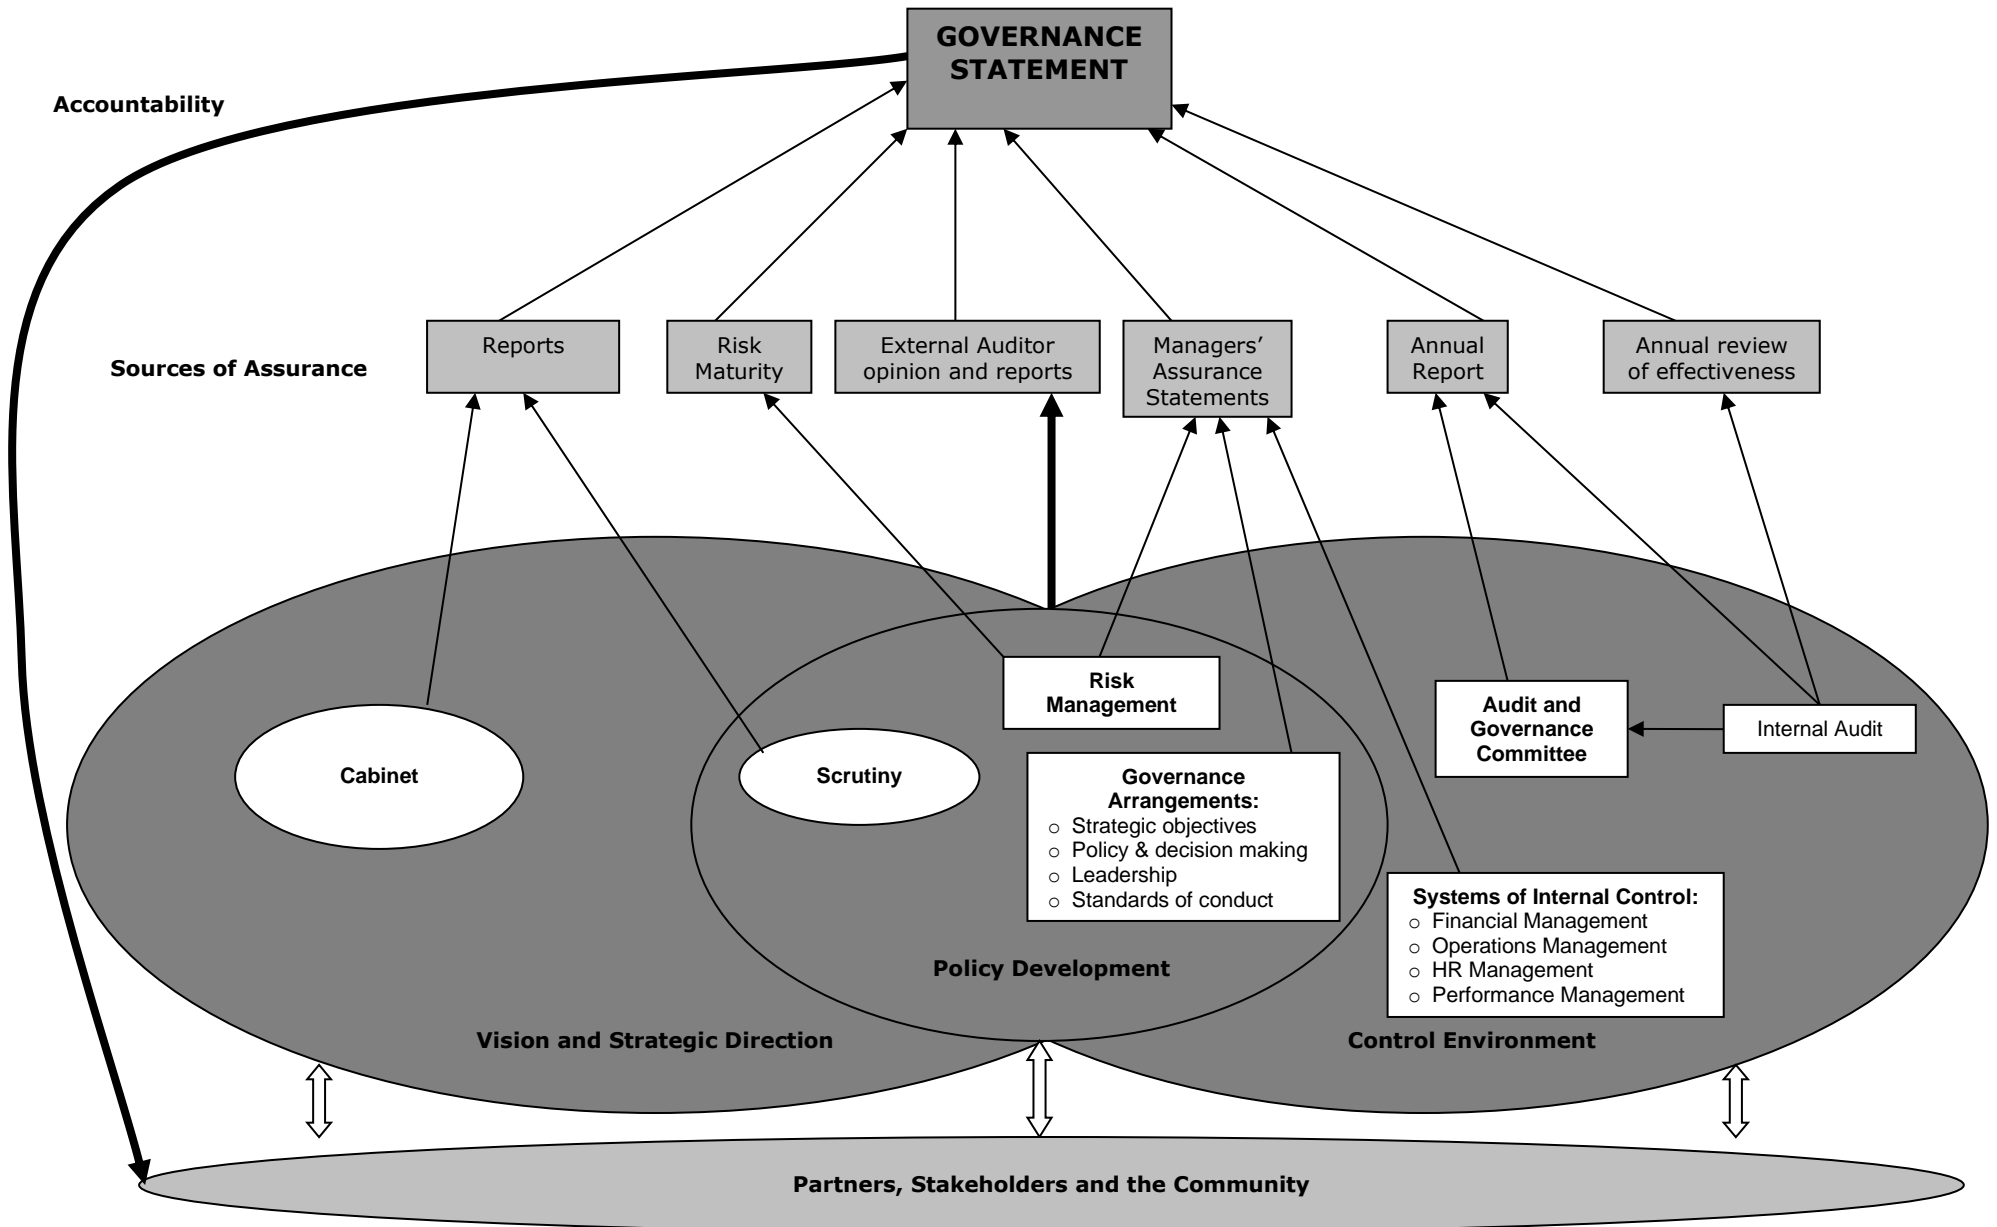 GOVERNANCE
STATEMENT
Accountability
Sources of Assurance
Reports
Risk
Maturity
External Auditor
opinion and reports
Managers’
Assurance
Statements
Annual
Report
Annual review
of effectiveness
Cabinet
Scrutiny
Risk
Management
Governance
Arrangements:
○ Strategic objectives
○ Policy & decision making
○ Leadership
○ Standards of conduct
Audit and
Governance
Committee
Internal Audit
Systems of Internal Control:
○ Financial Management
○ Operations Management
○ HR Management
○ Performance Management
Policy Development
Vision and Strategic Direction
Control Environment
Partners, Stakeholders and the Community